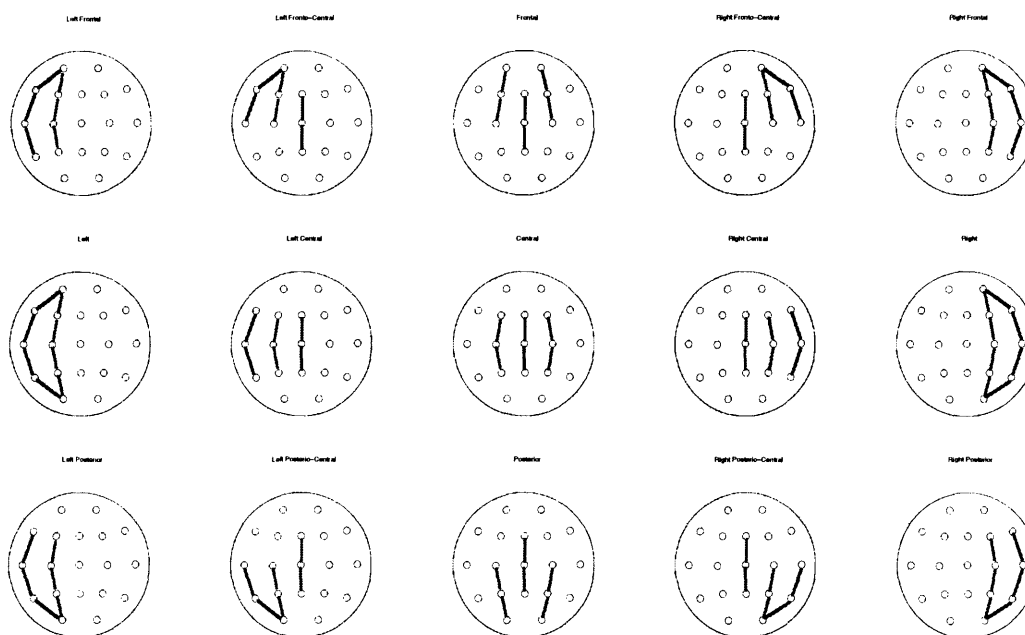 Left Frontal
Left Fronto-Central
Frontal
Right Fronto-Central
Right Frontal
Left
Left Central
Central
Right Central
Right
Left Posterior
Left Posterio-Central
Posterior
Right Posterio-Central
Right Posterior